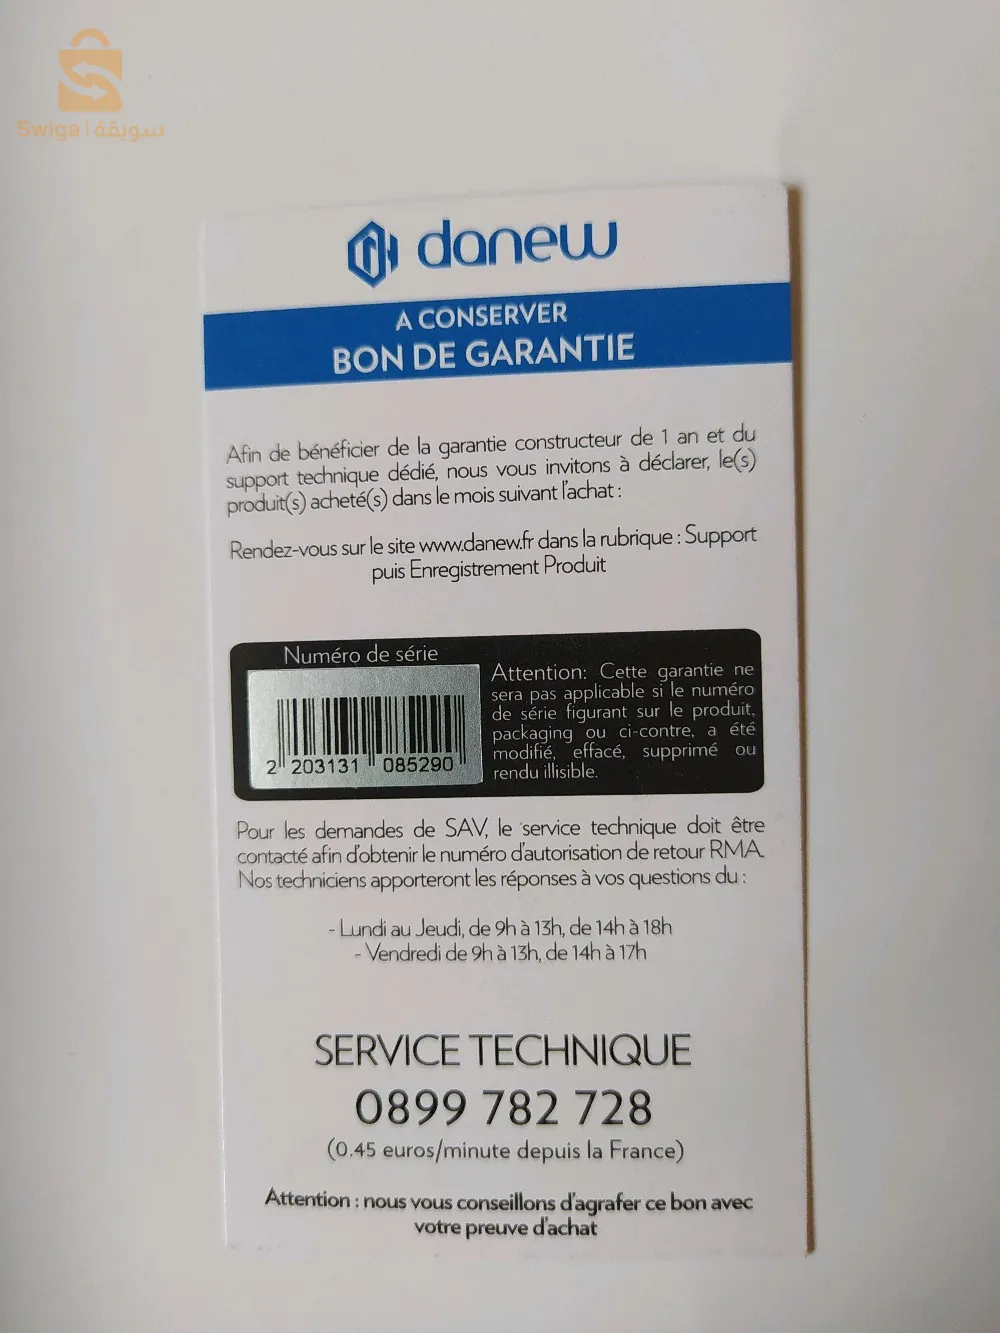 Swiga | سويقة
danew
A CONSERVER
BON DE GARANTIE
Afin de bénéficier de la garantie constructeur de 1 an et du
support technique dédié, nous vous invitons à déclarer, le(s)
produit(s) acheté(s) dans le mois suivant l'achat :
Rendez-vous sur le site www.danew.fr dans la rubrique : Support
puis Enregistrement Produit
Numéro de série
2 203131 085290
Attention: Cette garantie ne
sera pas applicable si le numéro
de série figurant sur le produit,
packaging ou ci-contre, a été
modifié, effacé, supprimé ou
rendu illisible.
Pour les demandes de SAV, le service technique doit être
contacté afin d'obtenir le numéro d'autorisation de retour RMA.
Nos techniciens apporteront les réponses à vos questions du :
- Lundi au Jeudi, de 9h à 13h, de 14h à 18h
- Vendredi de 9h à 13h, de 14h à 17h
SERVICE TECHNIQUE
0899 782 728
(0.45 euros/minute depuis la France)
Attention : nous vous conseillons d'agrafer ce bon avec
votre preuve d'achat